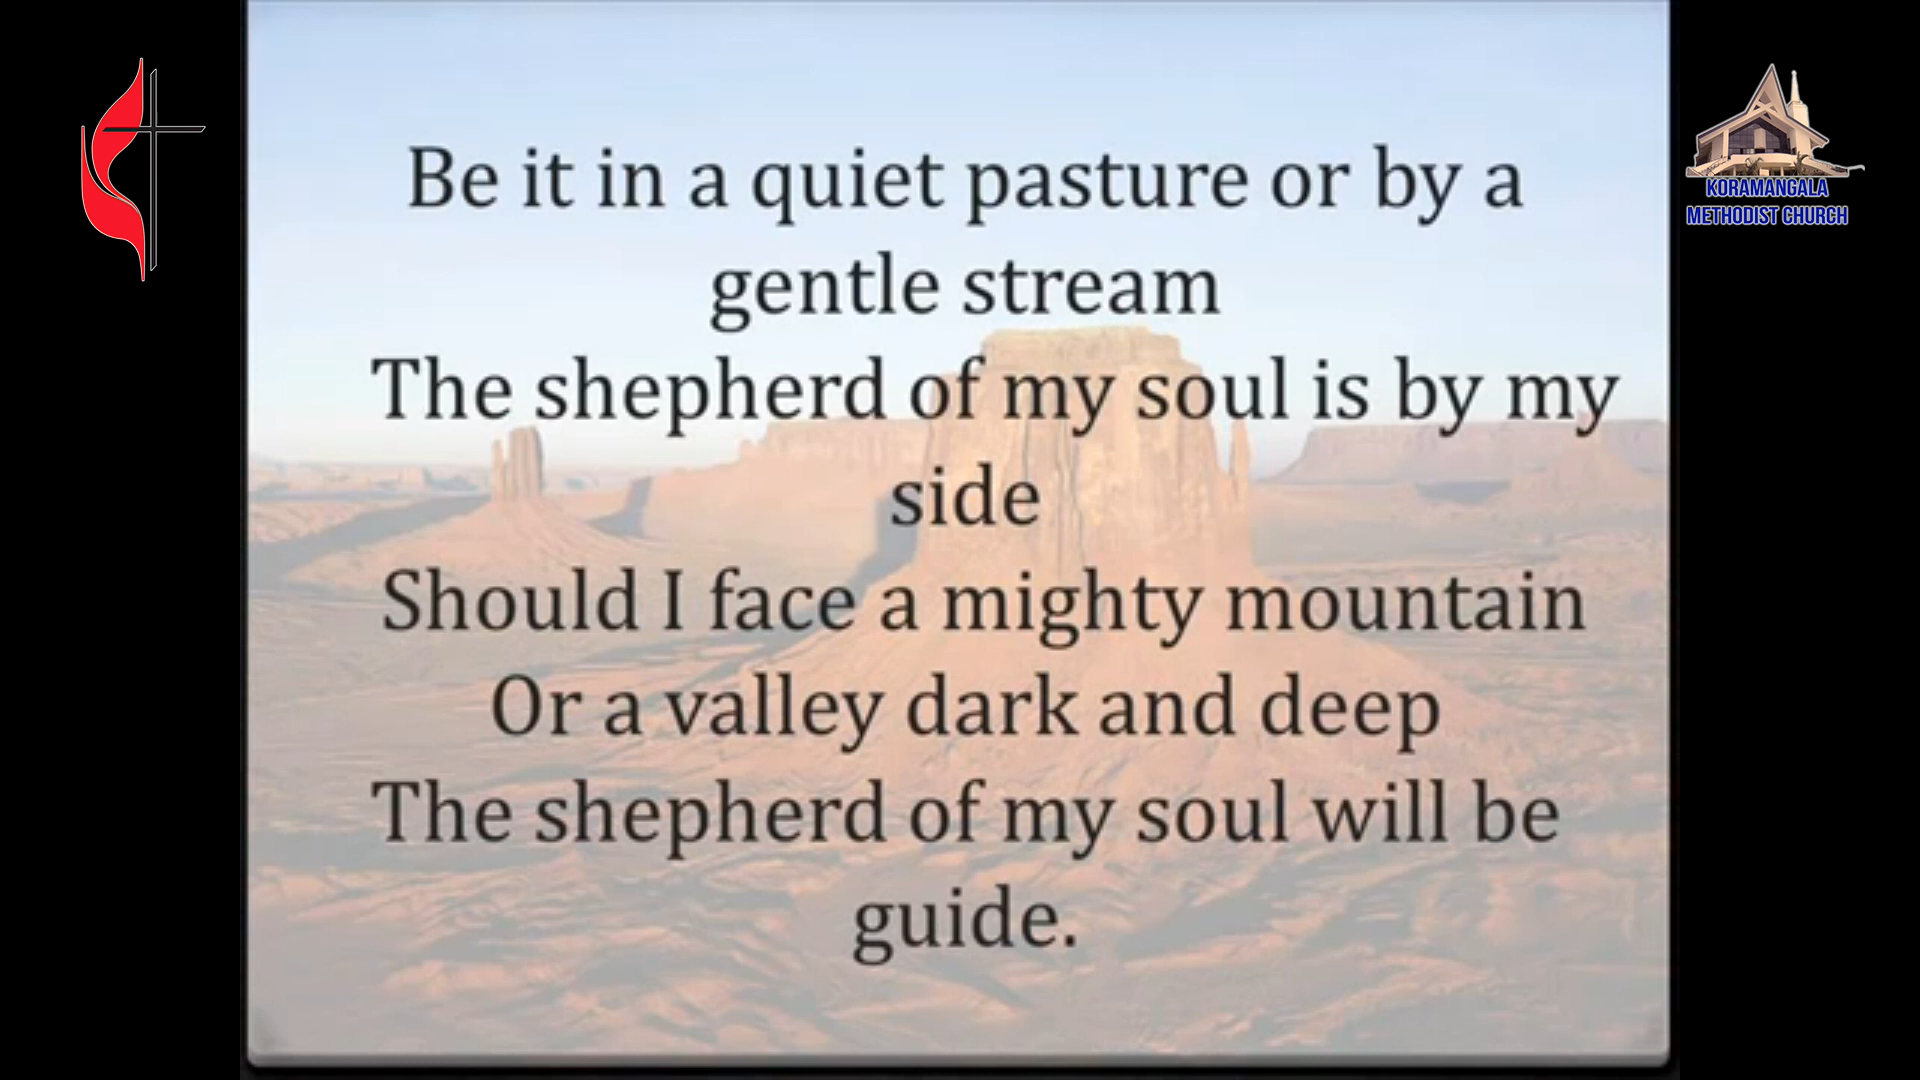 Be it in a quiet pasture or by a
gentle stream
The shepherd of my soul is by my
side
Should I face a mighty mountain
Or a valley dark and deep
The shepherd of my soul will be
guide.
KORAMANGALA
METHODIST CHURCH